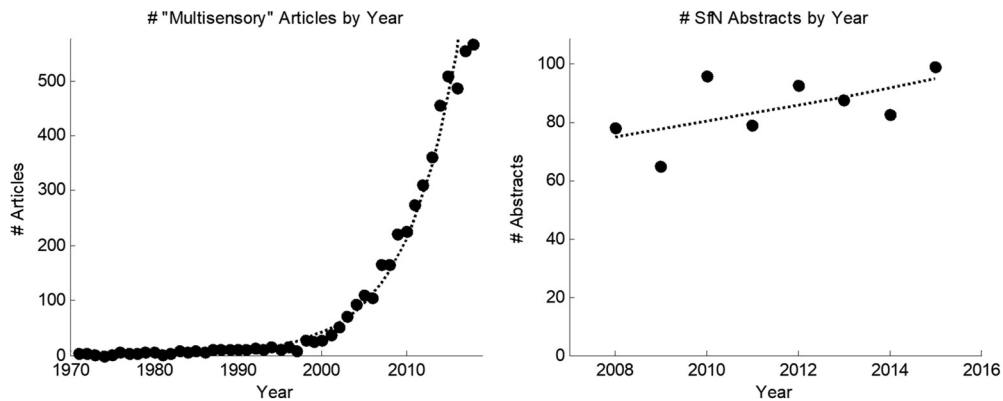 # "Multisensory" Articles by Year
# Articles
500
400
300
200
100
0
1970 1980 1990 2000 2010
Year
# SfN Abstracts by Year
# Abstracts
100
80
60
40
20
0
2008 2010 2012 2014 2016
Year